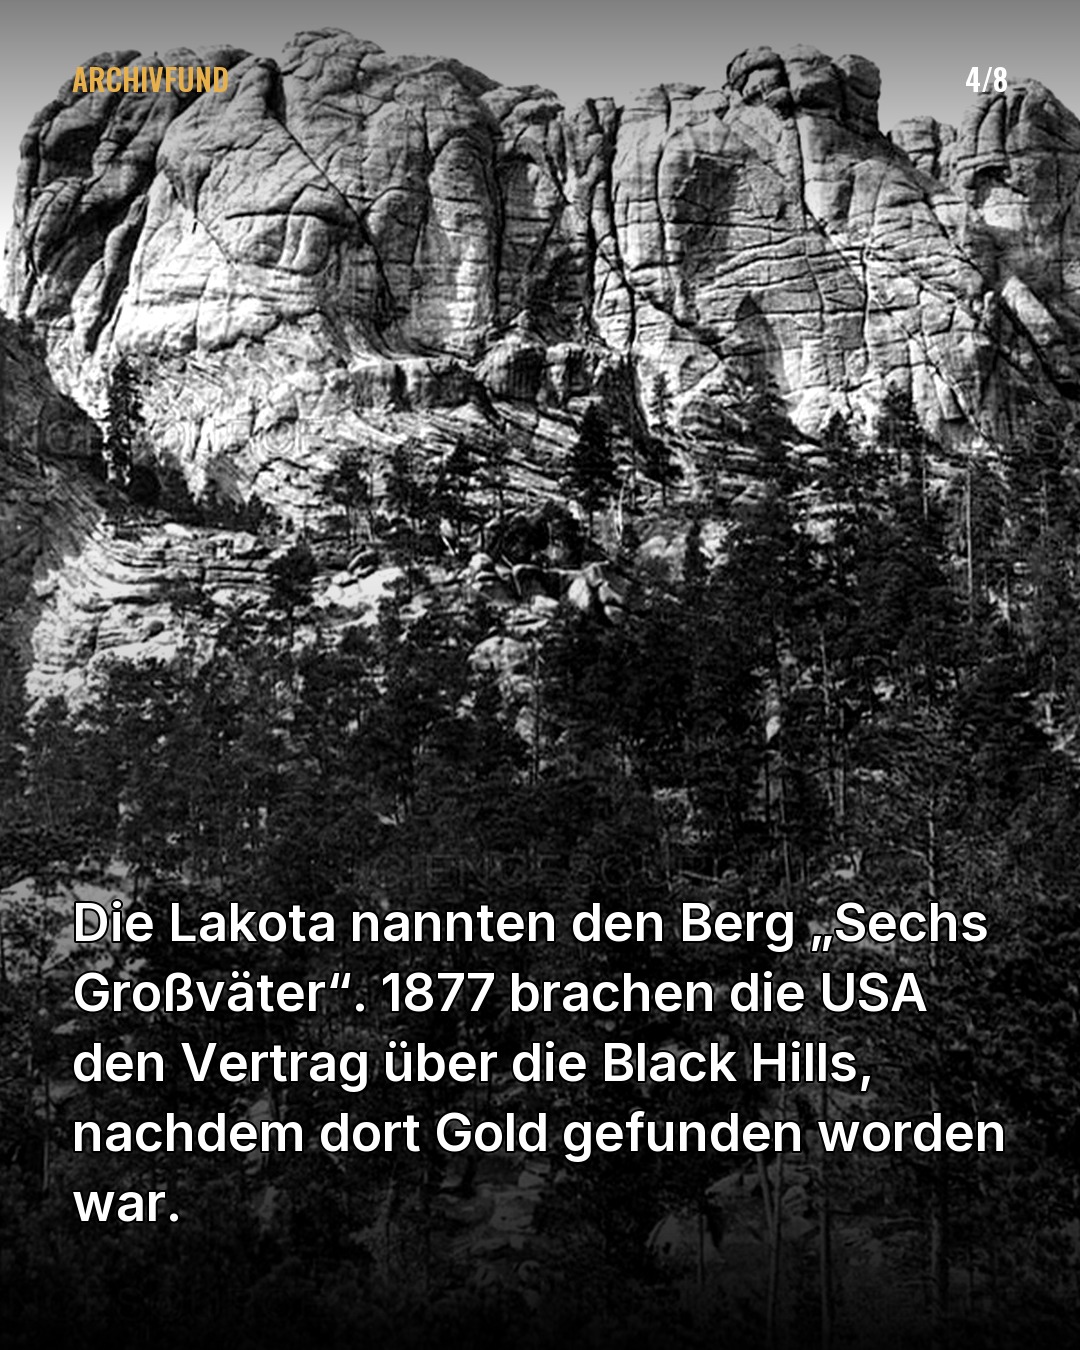 ARCHIVFUND
4/8
Die Lakota nannten den Berg „Sechs
Großväter“. 1877 brachen die USA
den Vertrag über die Black Hills,
nachdem dort Gold gefunden worden
war.